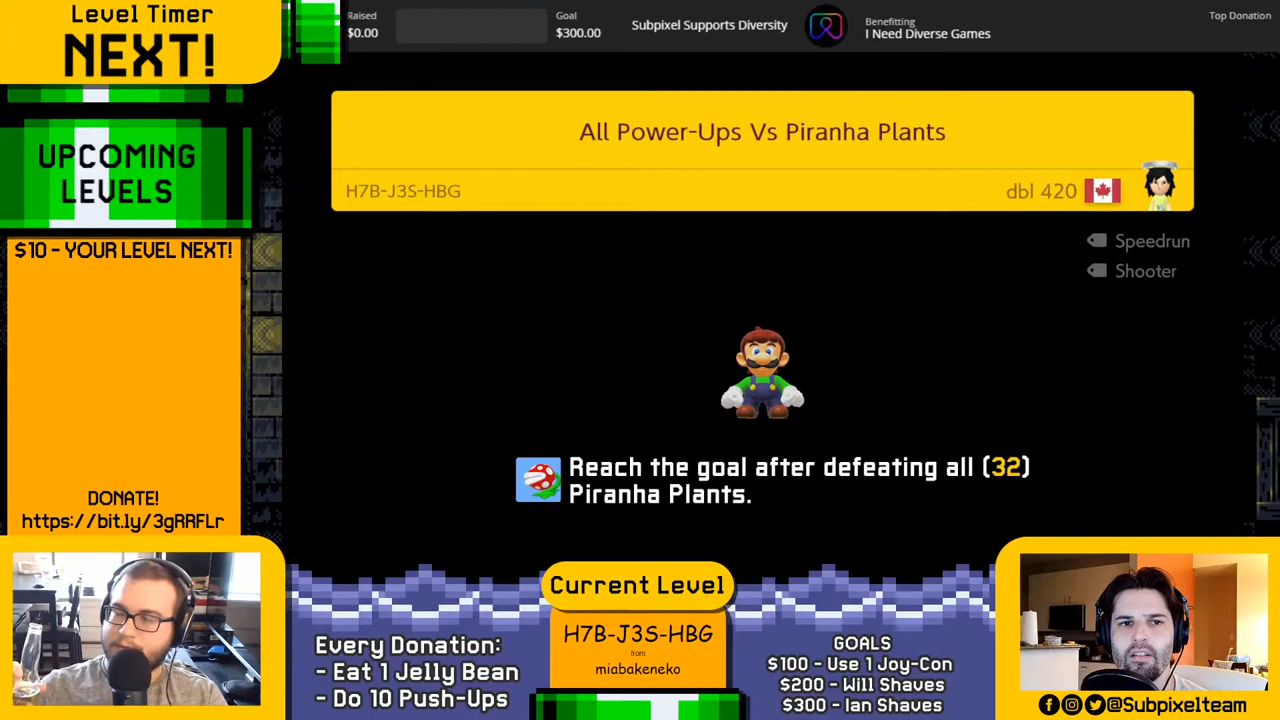 Level Timer
NEXT!
UPCOMING
LEVELS
$10 - YOUR LEVEL NEXT!
DONATE!
https://bit.ly/3gRRFLr
Raised
$0.00
Goal
$300.00
Subpixel Supports Diversity
Benefitting
I Need Diverse Games
Top Donation
All Power-Ups Vs Piranha Plants
H7B-J3S-HBG
dbl 420
Speedrun
Shooter
Reach the goal after defeating all (32)
Piranha Plants.
Current Level
H7B-J3S-HBG
from
miabakeneko
Every Donation:
- Eat 1 Jelly Bean
- Do 10 Push-Ups
GOALS
$100 - Use 1 Joy-Con
$200 - Will Shaves
$300 - Ian Shaves
@Subpixelteam